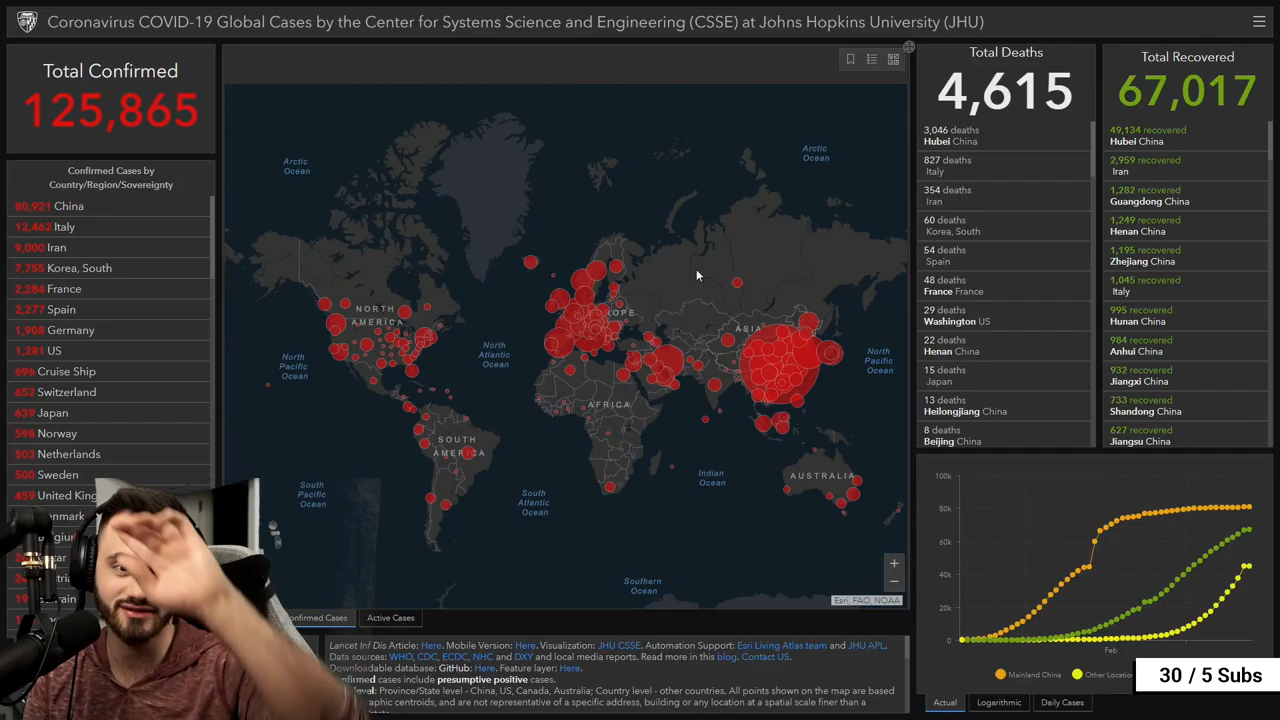 Coronavirus COVID-19 Global Cases by the Center for Systems Science and Engineering (CSSE) at Johns Hopkins University (JHU)
Total Confirmed
125,865
Confirmed Cases by
Country/Region/Sovereignty
80,921 China
12,462 Italy
9,000 Iran
7,755 Korea, South
2,284 France
2,277 Spain
1,908 Germany
1,281 US
696 Cruise Ship
652 Switzerland
639 Japan
598 Norway
503 Netherlands
500 Sweden
459 United King
Arctic
Ocean
Arctic
Ocean
NORTH
AMERICA
ROPE
ASIA
North
Pacific
Ocean
North
Atlantic
Ocean
North
Pacific
Ocean
AFRICA
SOUTH
AMERICA
Indian
Ocean
AUSTRALIA
South
Pacific
Ocean
South
Atlantic
Ocean
Southern
Ocean
+
−
Esri, FAO, NOAA
onfirmed Cases
Active Cases
Lancet Inf Dis Article: Here. Mobile Version: Here. Visualization: JHU CSSE. Automation Support: Esri Living Atlas team and JHU APL.
Data sources: WHO, CDC, ECDC, NHC and DXY and local media reports. Read more in this blog. Contact US.
Downloadable database: GitHub: Here. Feature layer: Here.
nfirmed cases include presumptive positive cases.
level: Province/State level - China, US, Canada, Australia; Country level - other countries. All points shown on the map are based
graphic centroids, and are not representative of a specific address, building or any location at a spatial scale finer than a
Total Deaths
4,615
3,046 deaths
Hubei China
827 deaths
Italy
354 deaths
Iran
60 deaths
Korea, South
54 deaths
Spain
48 deaths
France France
29 deaths
Washington US
22 deaths
Henan China
15 deaths
Japan
13 deaths
Heilongjiang China
8 deaths
Beijing China
Total Recovered
67,017
49,134 recovered
Hubei China
2,959 recovered
Iran
1,282 recovered
Guangdong China
1,249 recovered
Henan China
1,195 recovered
Zhejiang China
1,045 recovered
Italy
995 recovered
Hunan China
984 recovered
Anhui China
932 recovered
Jiangxi China
733 recovered
Shandong China
627 recovered
Jiangsu China
100k
80k
60k
40k
20k
0
Feb
Mainland China
Other Locatio
30 / 5 Subs
Actual
Logarithmic
Daily Cases